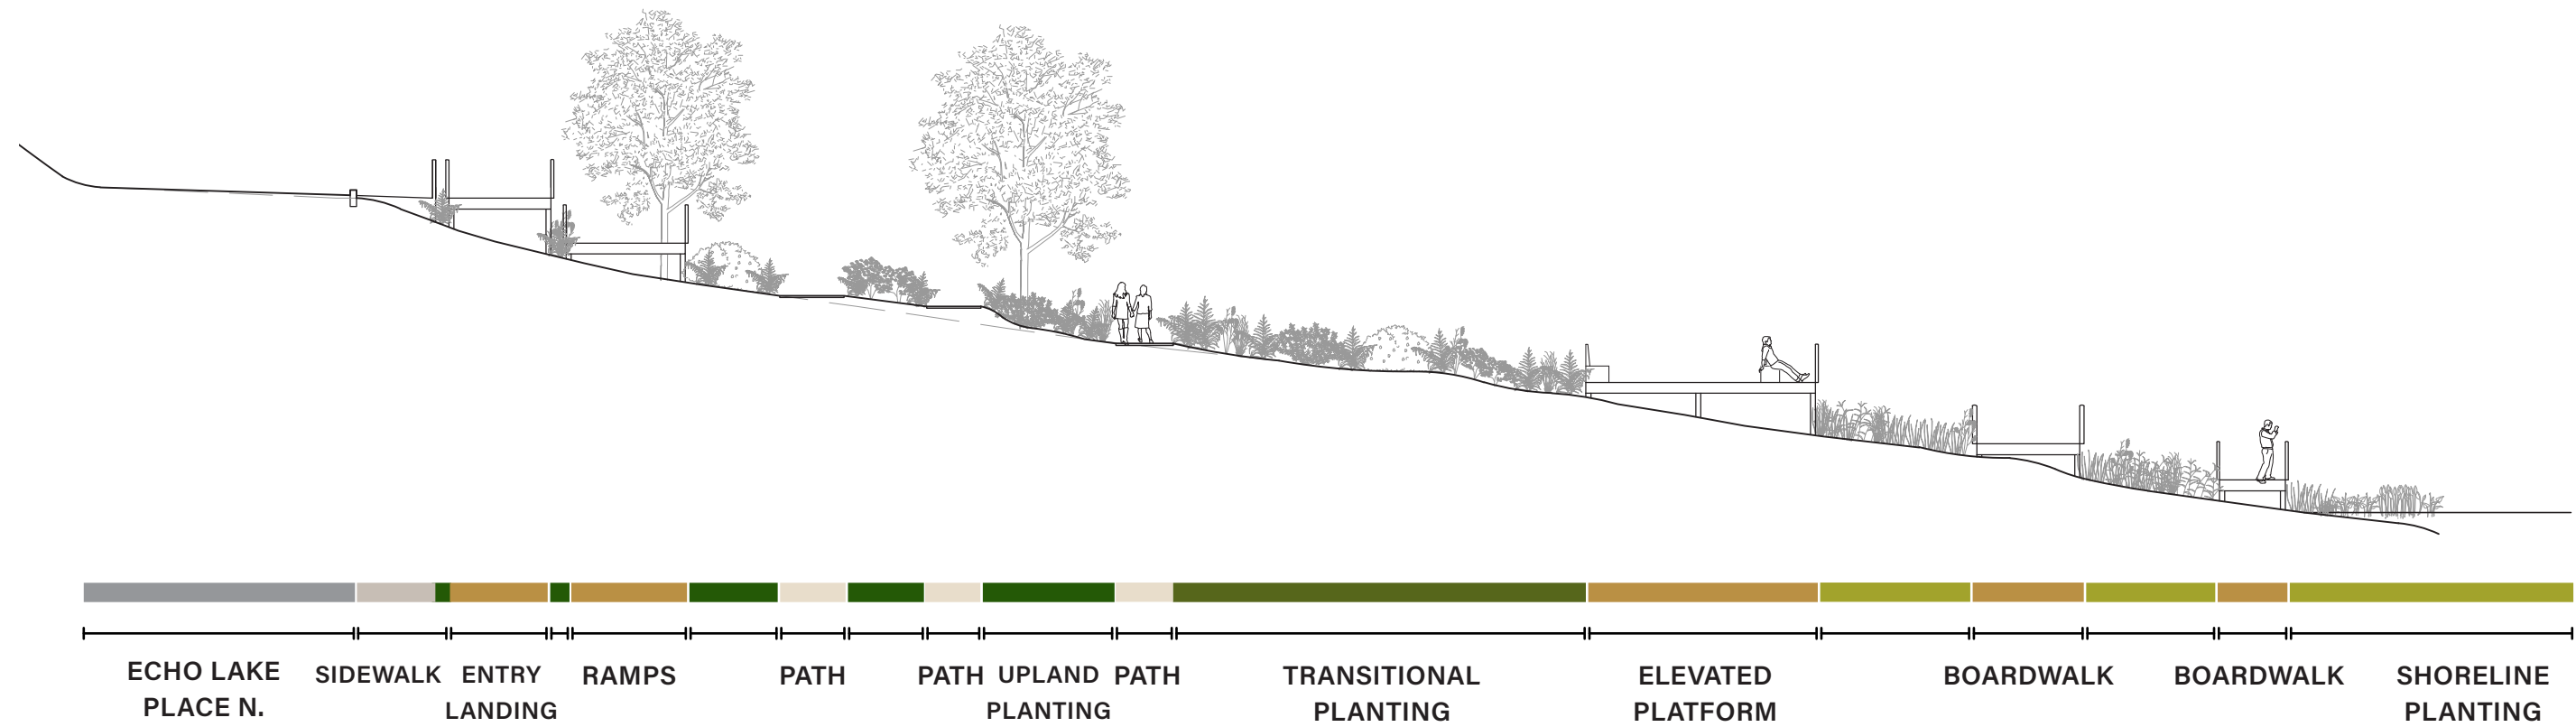 ECHO LAKE
PLACE N.
SIDEWALK
ENTRY
LANDING
RAMPS
PATH
PATH
UPLAND
PLANTING
PATH
TRANSITIONAL
PLANTING
ELEVATED
PLATFORM
BOARDWALK
BOARDWALK
SHORELINE
PLANTING